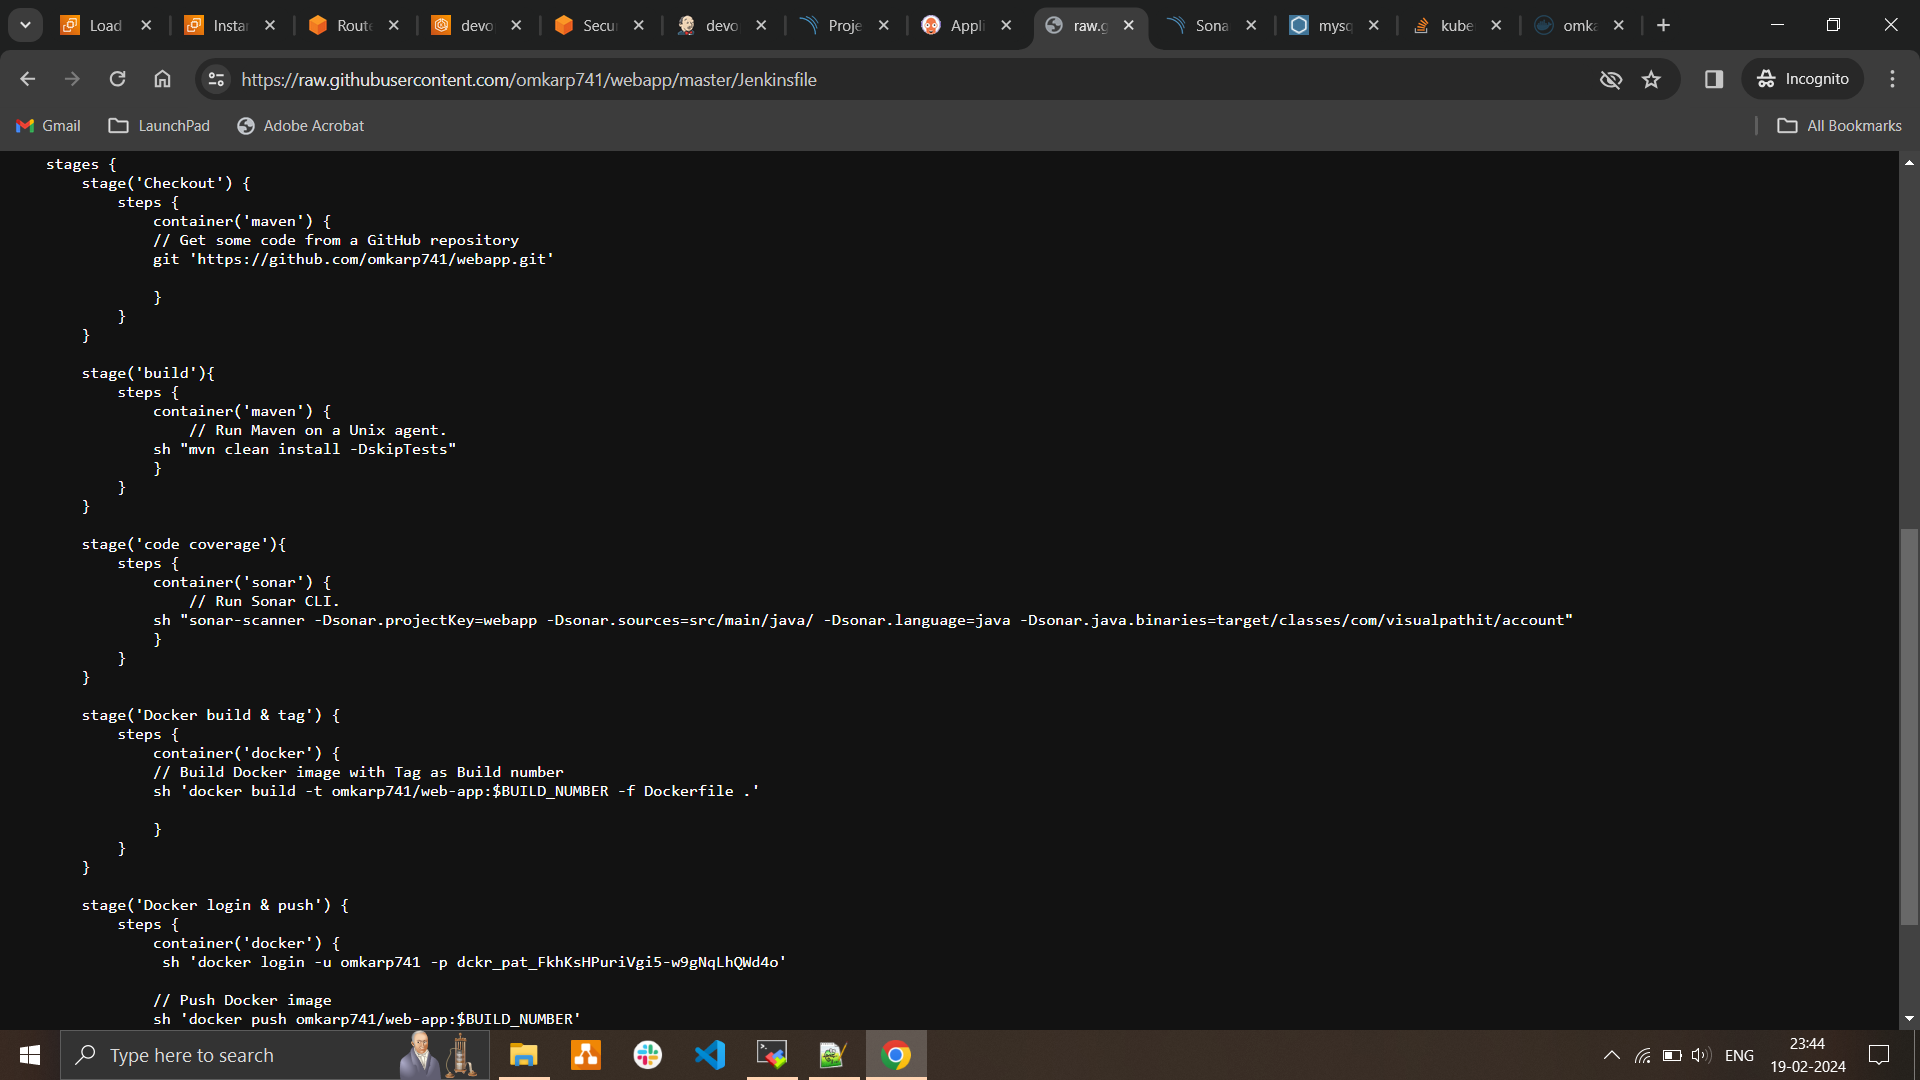 Load
Insta
Route
devo
Secu
devo
Proje
Appli
raw.g
Sona
mysq
kube
omka
https://raw.githubusercontent.com/omkarp741/webapp/master/Jenkinsfile
Incognito
Gmail
LaunchPad
Adobe Acrobat
All Bookmarks
stages {
stage('Checkout') {
steps {
container('maven') {
// Get some code from a GitHub repository
git 'https://github.com/omkarp741/webapp.git'
}
}
}
stage('build'){
steps {
container('maven') {
// Run Maven on a Unix agent.
sh "mvn clean install -DskipTests"
}
}
}
stage('code coverage'){
steps {
container('sonar') {
// Run Sonar CLI.
sh "sonar-scanner -Dsonar.projectKey=webapp -Dsonar.sources=src/main/java/ -Dsonar.language=java -Dsonar.java.binaries=target/classes/com/visualpathit/account"
}
}
}
stage('Docker build & tag') {
steps {
container('docker') {
// Build Docker image with Tag as Build number
sh 'docker build -t omkarp741/web-app:$BUILD_NUMBER -f Dockerfile .'
}
}
}
stage('Docker login & push') {
steps {
container('docker') {
sh 'docker login -u omkarp741 -p dckr_pat_FkhKsHPuriVgi5-w9gNqLhQWd4o'
// Push Docker image
sh 'docker push omkarp741/web-app:$BUILD_NUMBER'
Type here to search
ENG
23:44
19-02-2024